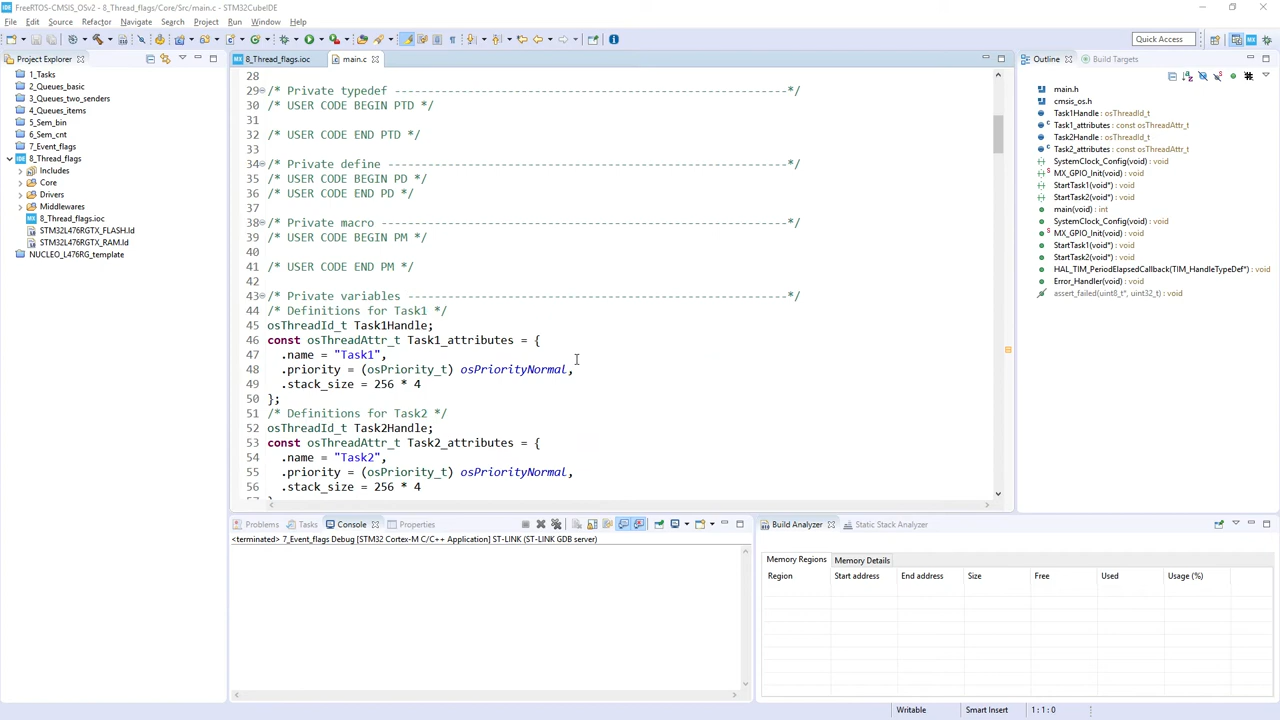 FreeRTOS-CMSIS_OSv2 - 8_Thread_flags/Core/Src/main.c - STM32CubeIDE
File Edit Source Refactor Navigate Search Project Run Window Help
Quick Access
Project Explorer
1_Tasks
2_Queues_basic
3_Queues_two_senders
4_Queues_items
5_Sem_bin
6_Sem_cnt
7_Event_flags
8_Thread_flags
Includes
Core
Drivers
Middlewares
8_Thread_flags.ioc
STM32L476RGTX_FLASH.ld
STM32L476RGTX_RAM.ld
NUCLEO_L476RG_template
8_Thread_flags.ioc main.c
28
29 /* Private typedef -----------------------------------------------------------*/
30 /* USER CODE BEGIN PTD */
31
32 /* USER CODE END PTD */
33
34 /* Private define ------------------------------------------------------------*/
35 /* USER CODE BEGIN PD */
36 /* USER CODE END PD */
37
38 /* Private macro -------------------------------------------------------------*/
39 /* USER CODE BEGIN PM */
40
41 /* USER CODE END PM */
42
43 /* Private variables ---------------------------------------------------------*/
44 /* Definitions for Task1 */
45 osThreadId_t Task1Handle;
46 const osThreadAttr_t Task1_attributes = {
47 .name = "Task1",
48 .priority = (osPriority_t) osPriorityNormal,
49 .stack_size = 256 * 4
50 };
51 /* Definitions for Task2 */
52 osThreadId_t Task2Handle;
53 const osThreadAttr_t Task2_attributes = {
54 .name = "Task2",
55 .priority = (osPriority_t) osPriorityNormal,
56 .stack_size = 256 * 4
Outline Build Targets
main.h
cmsis_os.h
Task1Handle : osThreadId_t
Task1_attributes : const osThreadAttr_t
Task2Handle : osThreadId_t
Task2_attributes : const osThreadAttr_t
SystemClock_Config(void) : void
MX_GPIO_Init(void) : void
StartTask1(void*) : void
StartTask2(void*) : void
main(void) : int
SystemClock_Config(void) : void
MX_GPIO_Init(void) : void
StartTask1(void*) : void
StartTask2(void*) : void
HAL_TIM_PeriodElapsedCallback(TIM_HandleTypeDef*) : void
Error_Handler(void) : void
assert_failed(uint8_t*, uint32_t) : void
Problems Tasks Console Properties
<terminated> 7_Event_flags Debug [STM32 Cortex-M C/C++ Application] ST-LINK (ST-LINK GDB server)
Build Analyzer Static Stack Analyzer
Memory Regions Memory Details
Region Start address End address Size Free Used Usage (%)
Writable Smart Insert 1 : 1 : 0